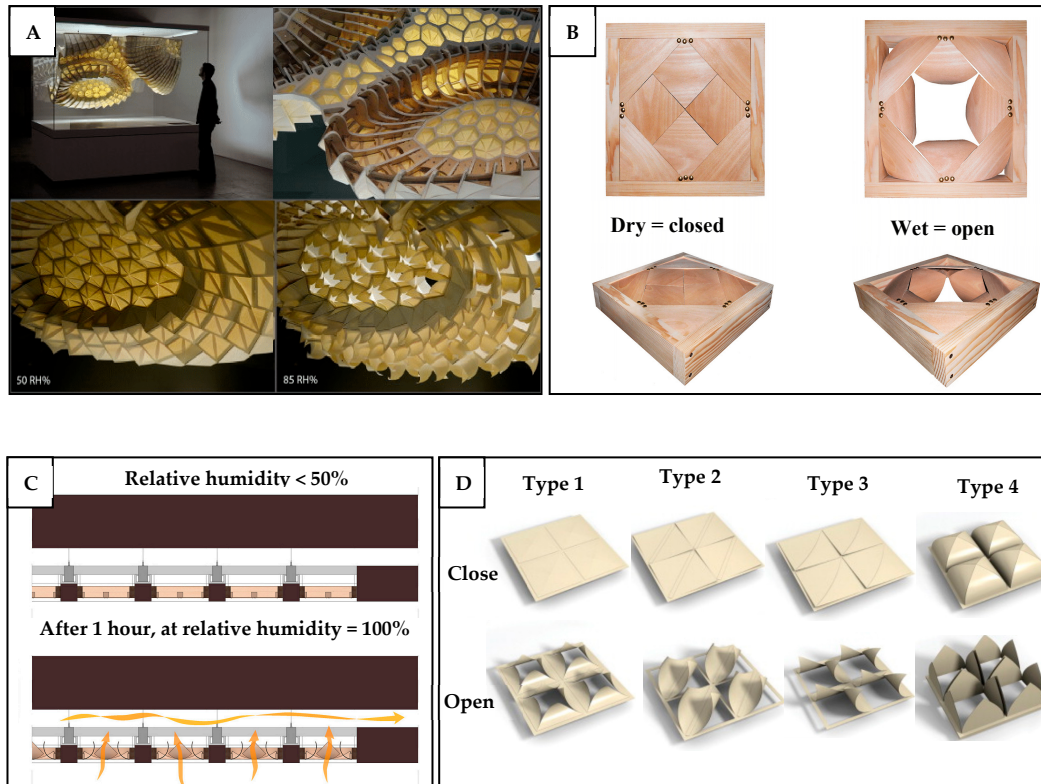 A
50 RH%
85 RH%
B
Dry = closed
Wet = open
C
Relative humidity < 50%
After 1 hour, at relative humidity = 100%
D
Type 1
Type 2
Type 3
Type 4
Close
Open